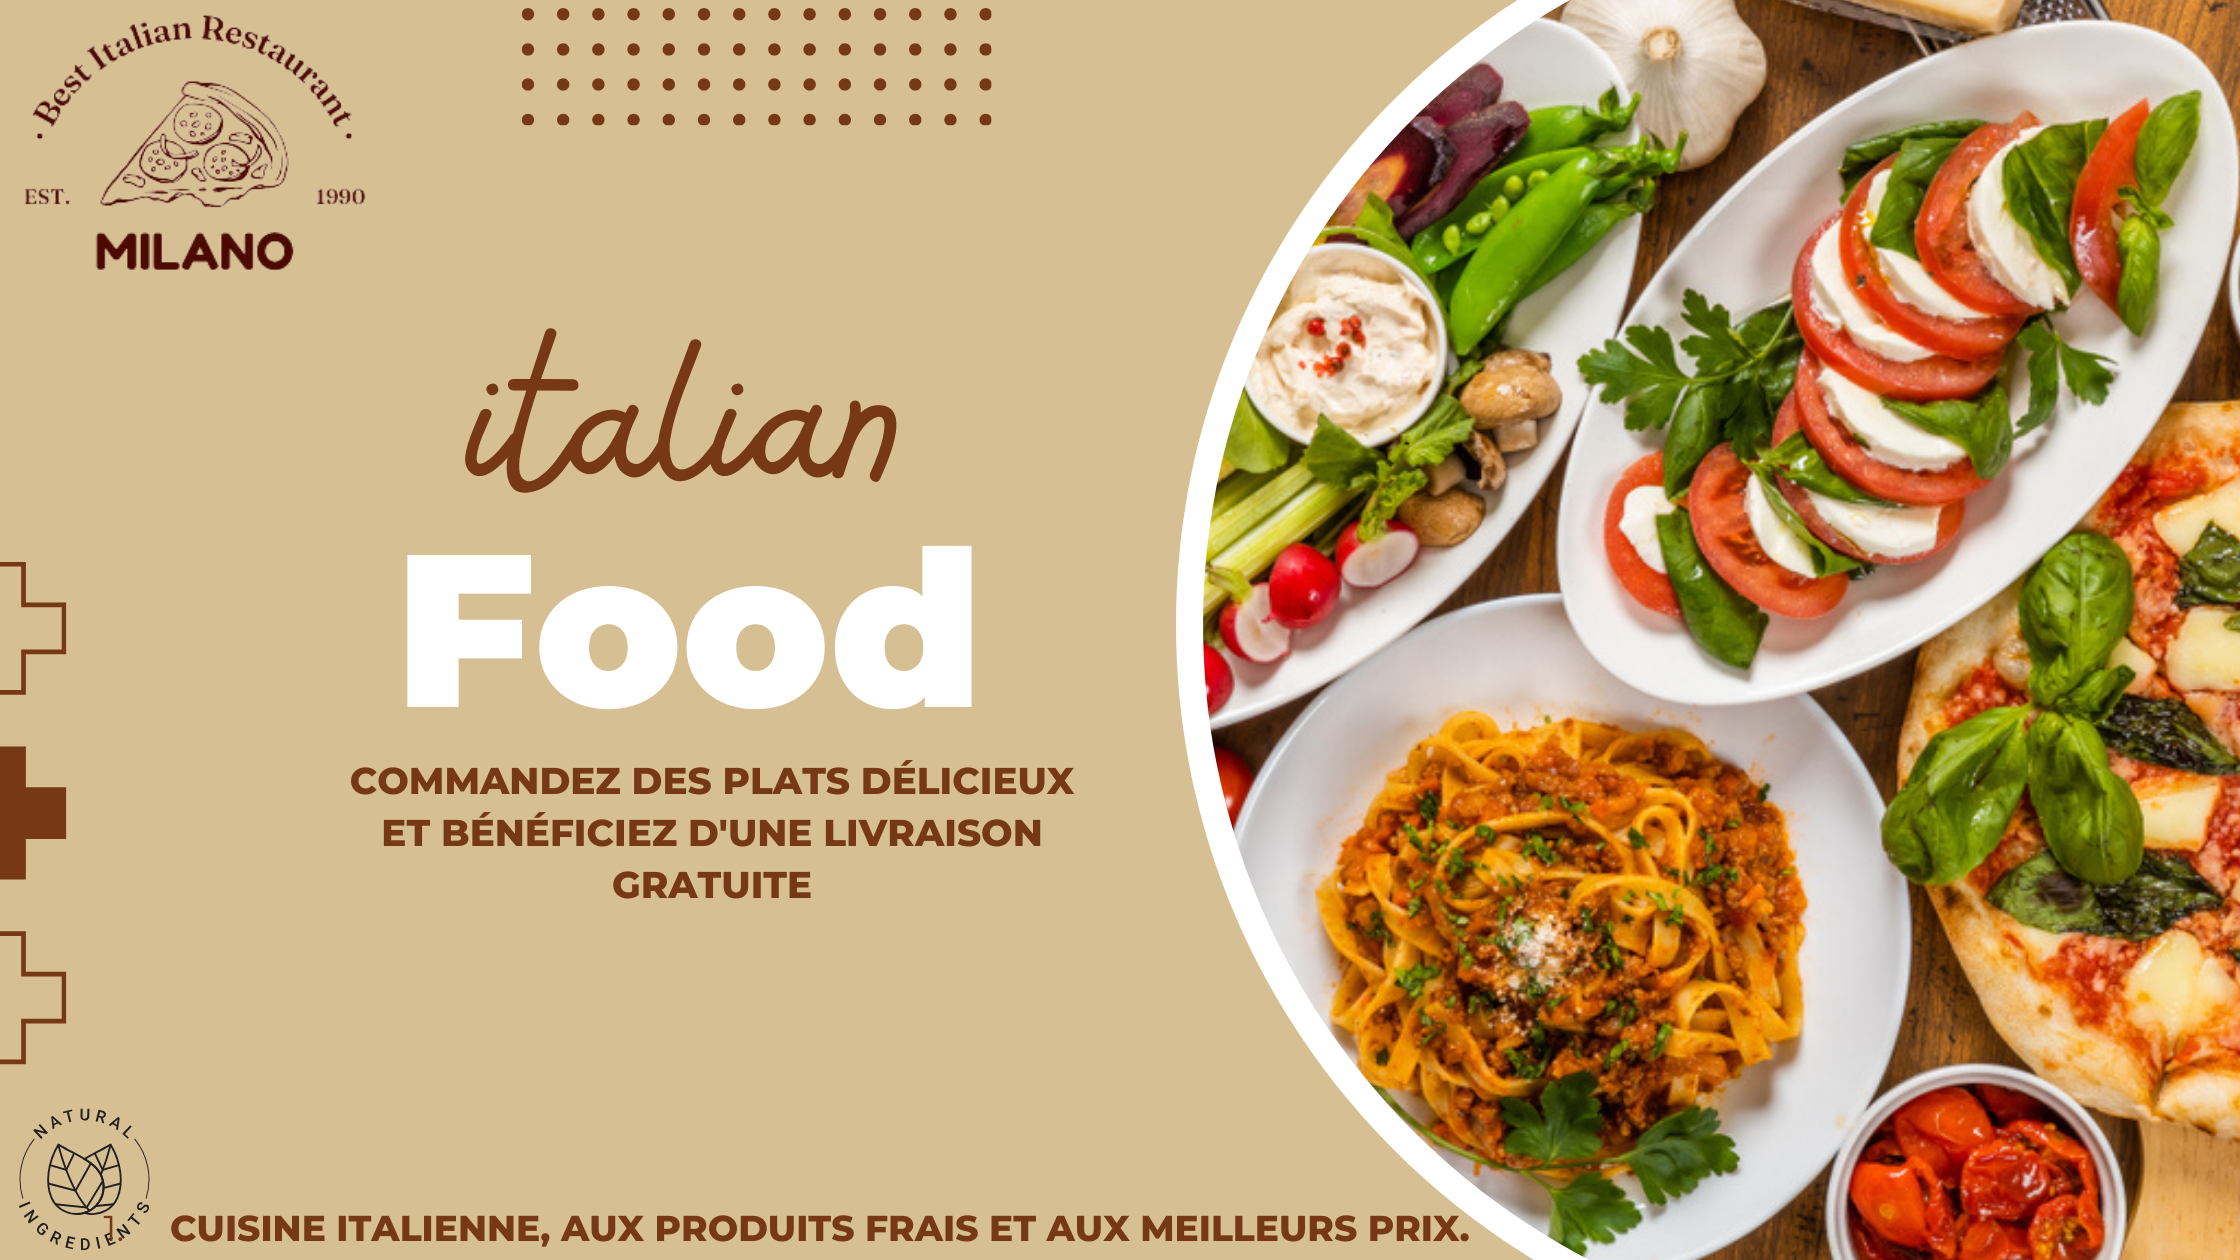 · Best Italian Restaurant ·
EST. 1990
MILANO
italian
Food
COMMANDEZ DES PLATS DÉLICIEUX
ET BÉNÉFICIEZ D'UNE LIVRAISON
GRATUITE
NATURAL
INGREDIENTS
CUISINE ITALIENNE, AUX PRODUITS FRAIS ET AUX MEILLEURS PRIX.